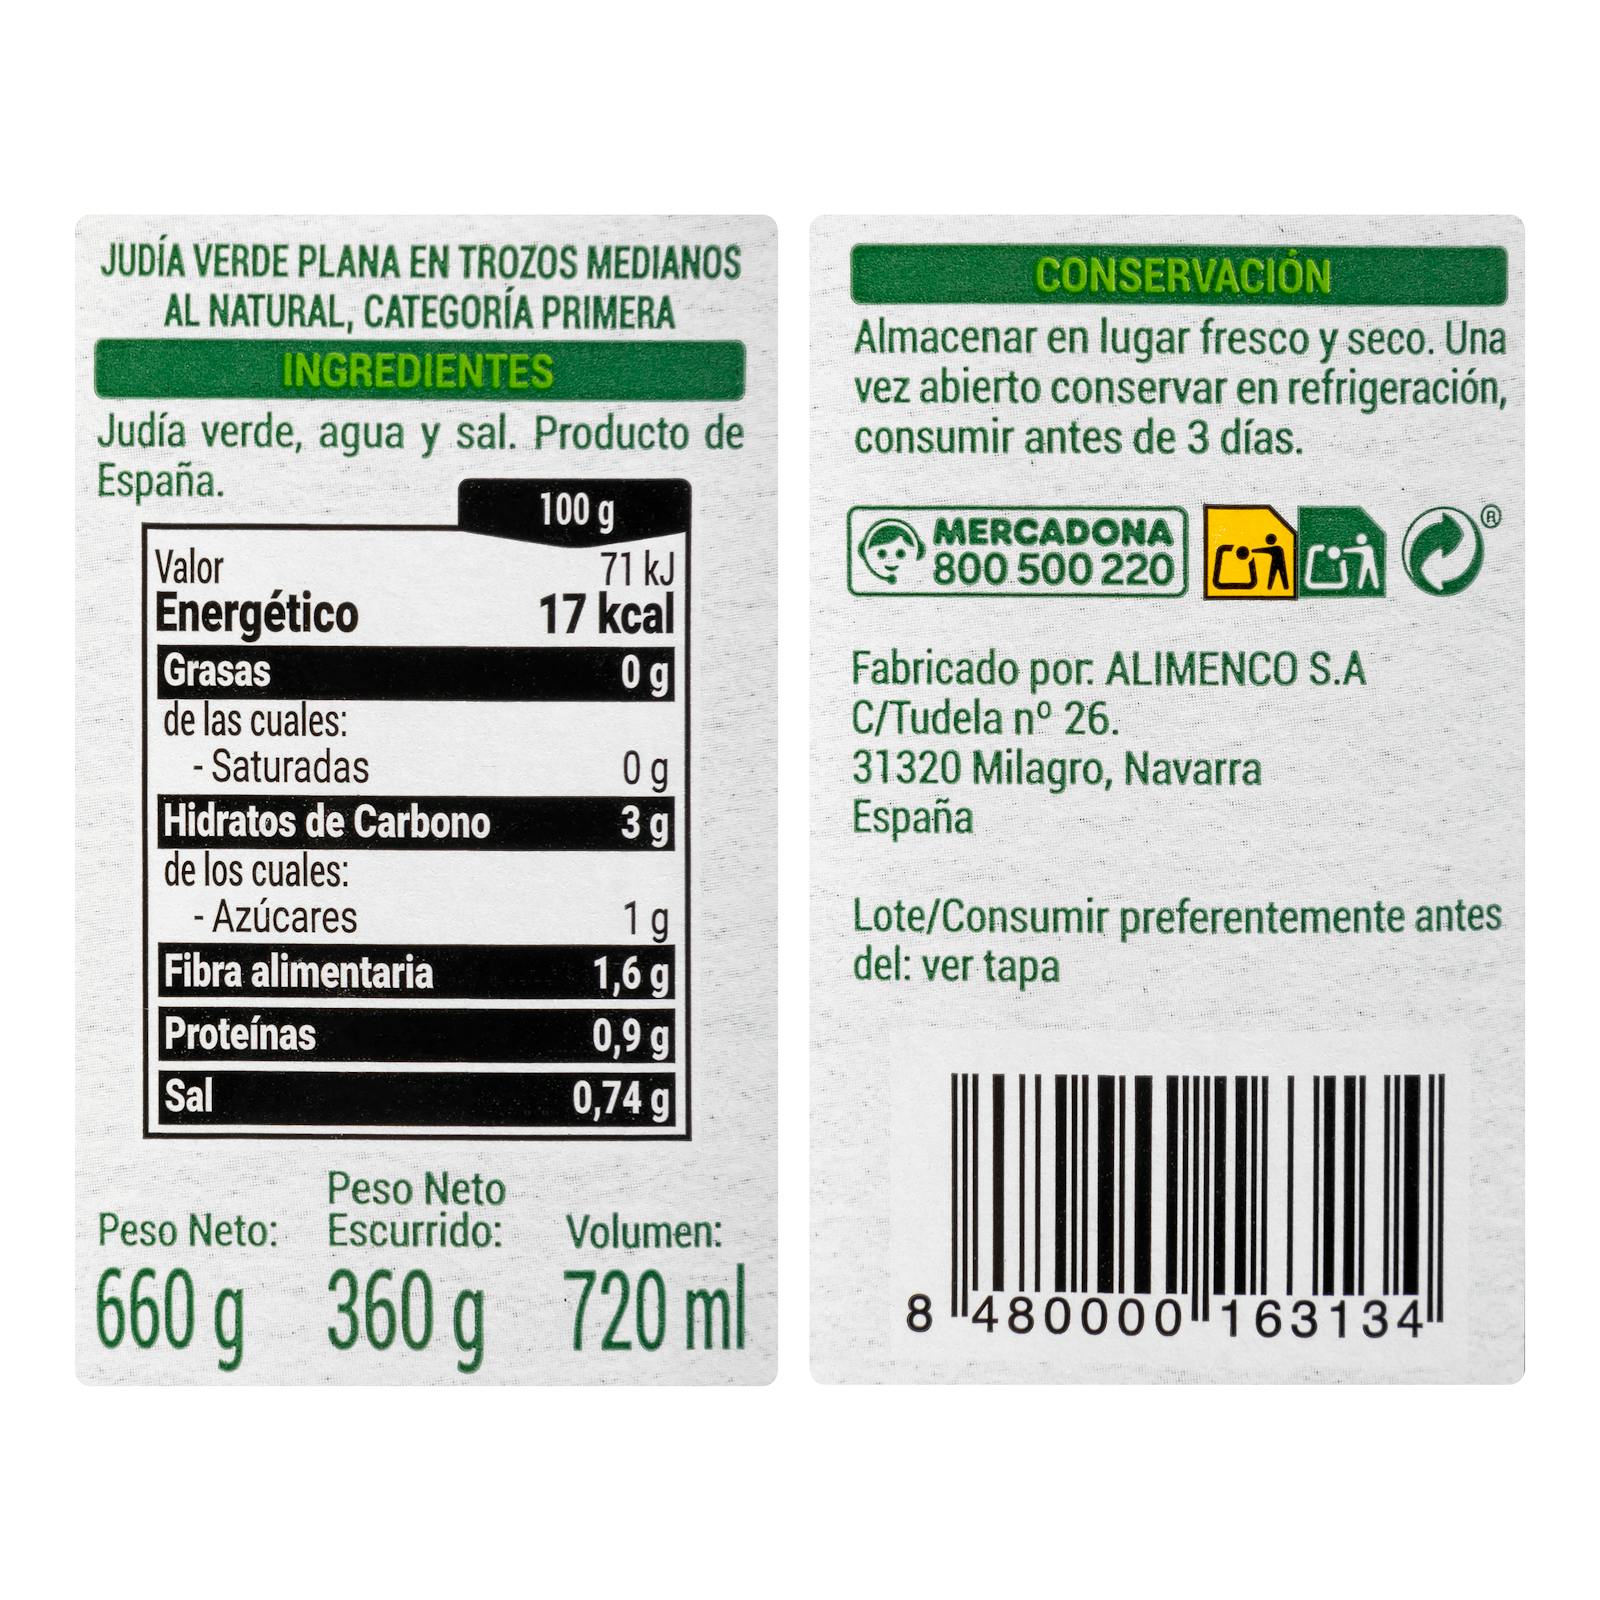 JUDÍA VERDE PLANA EN TROZOS MEDIANOS
AL NATURAL, CATEGORÍA PRIMERA
INGREDIENTES
Judía verde, agua y sal. Producto de
España.
100 g
Valor 71 kJ
Energético 17 kcal
Grasas 0 g
de las cuales:
- Saturadas 0 g
Hidratos de Carbono 3 g
de los cuales:
- Azúcares 1 g
Fibra alimentaria 1,6 g
Proteínas 0,9 g
Sal 0,74 g
Peso Neto: 660 g
Peso Neto
Escurrido: 360 g
Volumen: 720 ml
CONSERVACIÓN
Almacenar en lugar fresco y seco. Una
vez abierto conservar en refrigeración,
consumir antes de 3 días.
MERCADONA
800 500 220
®
Fabricado por: ALIMENCO S.A
C/Tudela nº 26.
31320 Milagro, Navarra
España
Lote/Consumir preferentemente antes
del: ver tapa
8 480000 163134